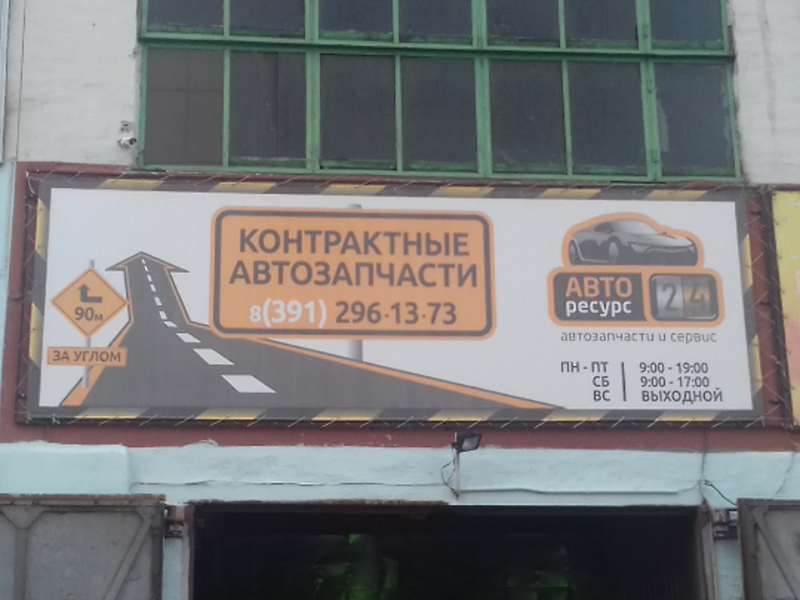 90м
ЗА УГЛОМ
КОНТРАКТНЫЕ
АВТОЗАПЧАСТИ
8(391) 296·13·73
АВТО
ресурс
24
автозапчасти и сервис
ПН - ПТ 9:00 - 19:00
СБ 9:00 - 17:00
ВС ВЫХОДНОЙ